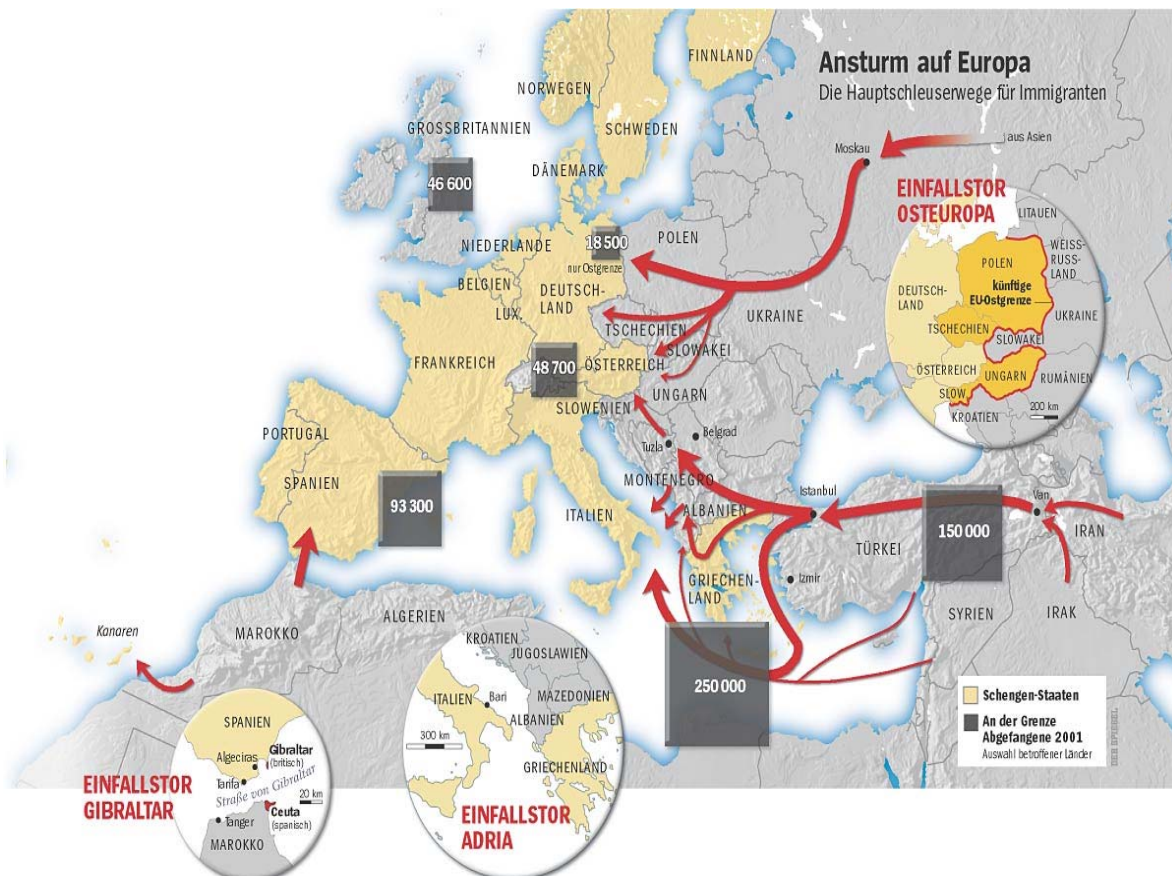 Ansturm auf Europa
Die Hauptschleuserwege für Immigranten
FINNLAND
NORWEGEN
SCHWEDEN
GROSSBRITANNIEN
DÄNEMARK
46 600
Moskau
aus Asien
EINFALLSTOR
OSTEUROPA
LITAUEN
WEISS-
RUSS-
LAND
POLEN
künftige
EU-Ostgrenze
DEUTSCH-
LAND
UKRAINE
TSCHECHIEN
SLOWAKEI
ÖSTERREICH
UNGARN
RUMÄNIEN
SLOW.
KROATIEN
200 km
NIEDERLANDE
18 500
nur Ostgrenze
POLEN
BELGIEN
DEUTSCH-
LAND
LUX.
TSCHECHIEN
UKRAINE
SLOWAKEI
FRANKREICH
48 700
ÖSTERREICH
UNGARN
SLOWENIEN
PORTUGAL
SPANIEN
93 300
ITALIEN
Tuzla
Belgrad
MONTENEGRO
ALBANIEN
Istanbul
Van
150 000
TÜRKEI
IRAN
Izmir
GRIECHEN-
LAND
SYRIEN
IRAK
250 000
ALGERIEN
MAROKKO
Kanaren
Schengen-Staaten
An der Grenze
Abgefangene 2001
Auswahl betroffener Länder
DER SPIEGEL
EINFALLSTOR
GIBRALTAR
SPANIEN
Algeciras
Gibraltar
(britisch)
Tarifa
Straße von Gibraltar
20 km
Ceuta
(spanisch)
Tanger
MAROKKO
KROATIEN
JUGOSLAWIEN
ITALIEN
Bari
MAZEDONIEN
ALBANIEN
300 km
GRIECHENLAND
EINFALLSTOR
ADRIA